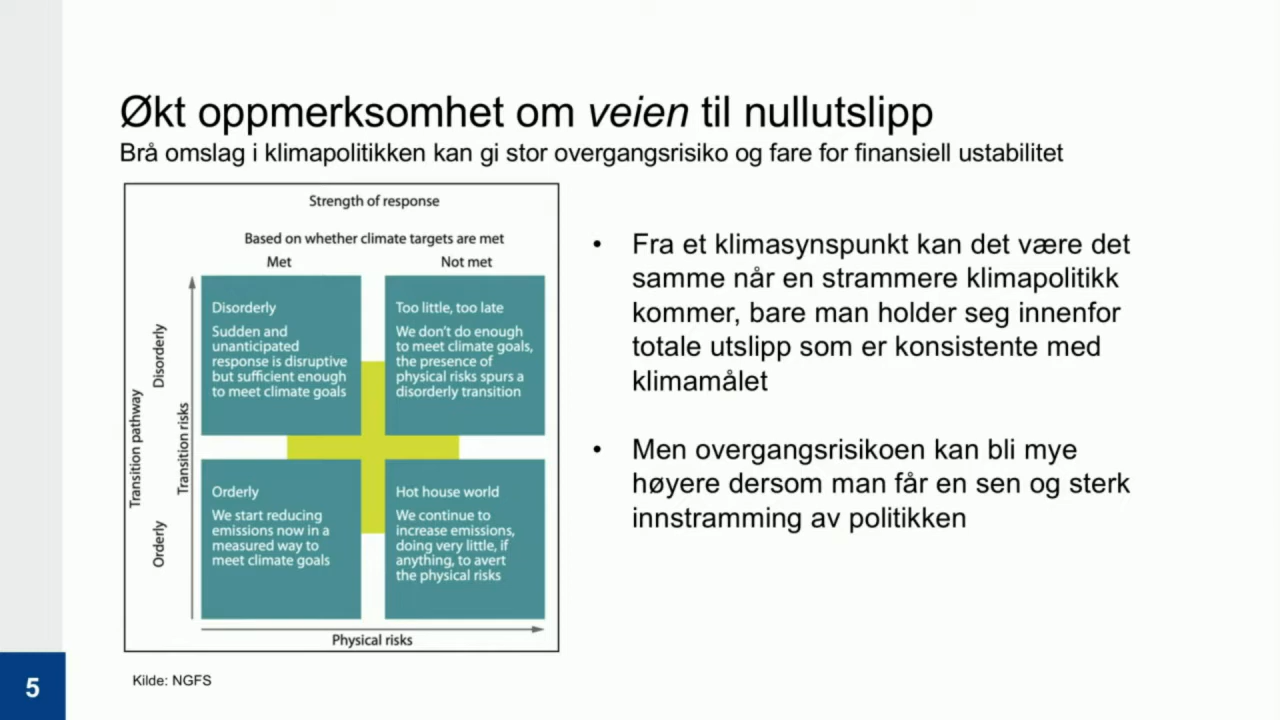 Økt oppmerksomhet om veien til nullutslipp
Brå omslag i klimapolitikken kan gi stor overgangsrisiko og fare for finansiell ustabilitet
Strength of response
Based on whether climate targets are met
Met
Not met
Transition pathway
Disorderly
Orderly
Transition risks
Disorderly
Sudden and
unanticipated
response is disruptive
but sufficient enough
to meet climate goals
Too little, too late
We don't do enough
to meet climate goals,
the presence of
physical risks spurs a
disorderly transition
Orderly
We start reducing
emissions now in a
measured way to
meet climate goals
Hot house world
We continue to
increase emissions,
doing very little, if
anything, to avert
the physical risks
Physical risks
Kilde: NGFS
• Fra et klimasynspunkt kan det være det
samme når en strammere klimapolitikk
kommer, bare man holder seg innenfor
totale utslipp som er konsistente med
klimamålet
• Men overgangsrisikoen kan bli mye
høyere dersom man får en sen og sterk
innstramming av politikken
5